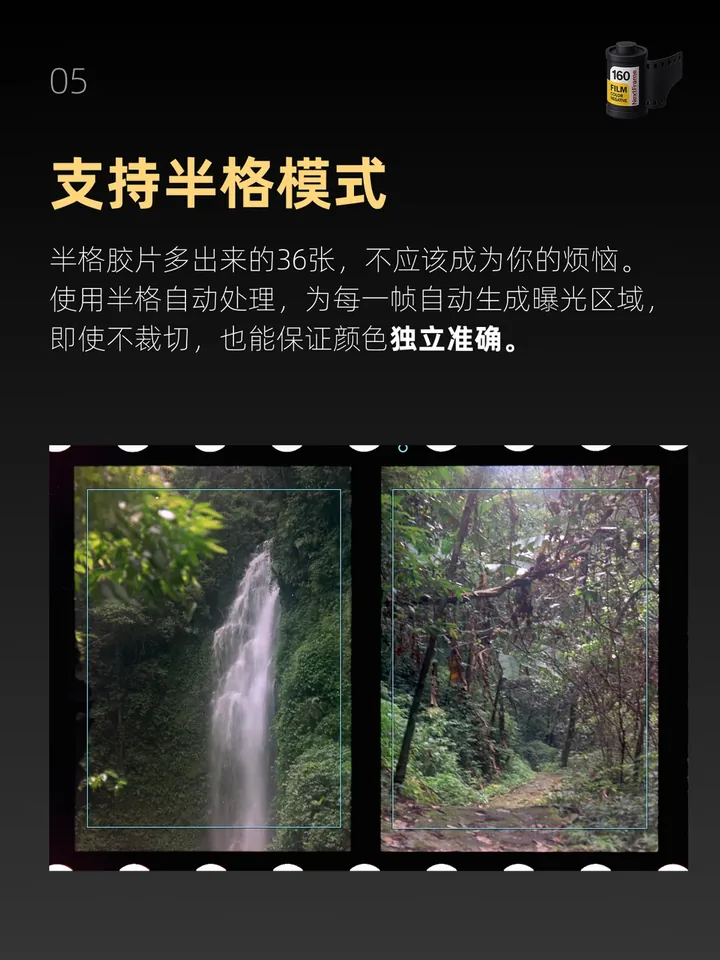 05
160
FILM
COLOR
NEGATIVE
NextFrame
支持半格模式
半格胶片多出来的36张，不应该成为你的烦恼。
使用半格自动处理，为每一帧自动生成曝光区域，
即使不裁切，也能保证颜色独立准确。